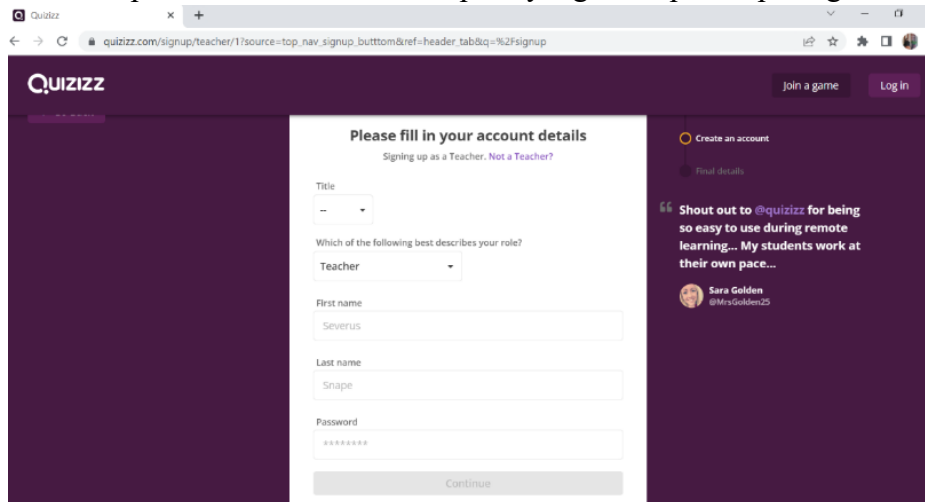 Quizizz
quizizz.com/signup/teacher/1?source=top_nav_signup_butttom&ref=header_tab&q=%2Fsignup
QUIZIZZ
Join a game
Log in
Please fill in your account details
Signing up as a Teacher. Not a Teacher?
Title
--
Which of the following best describes your role?
Teacher
First name
Severus
Last name
Snape
Password
********
Continue
Create an account
Final details
“ Shout out to @quizizz for being
so easy to use during remote
learning... My students work at
their own pace...
Sara Golden
@MrsGolden25